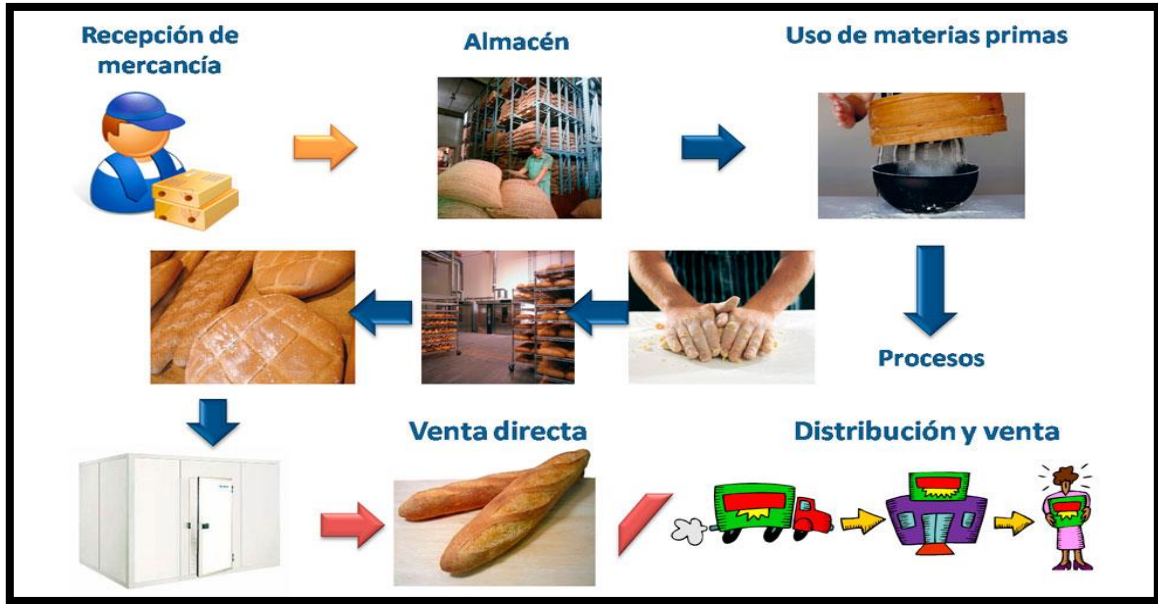 Recepción de
mercancía
Almacén
Uso de materias primas
Procesos
Venta directa
Distribución y venta